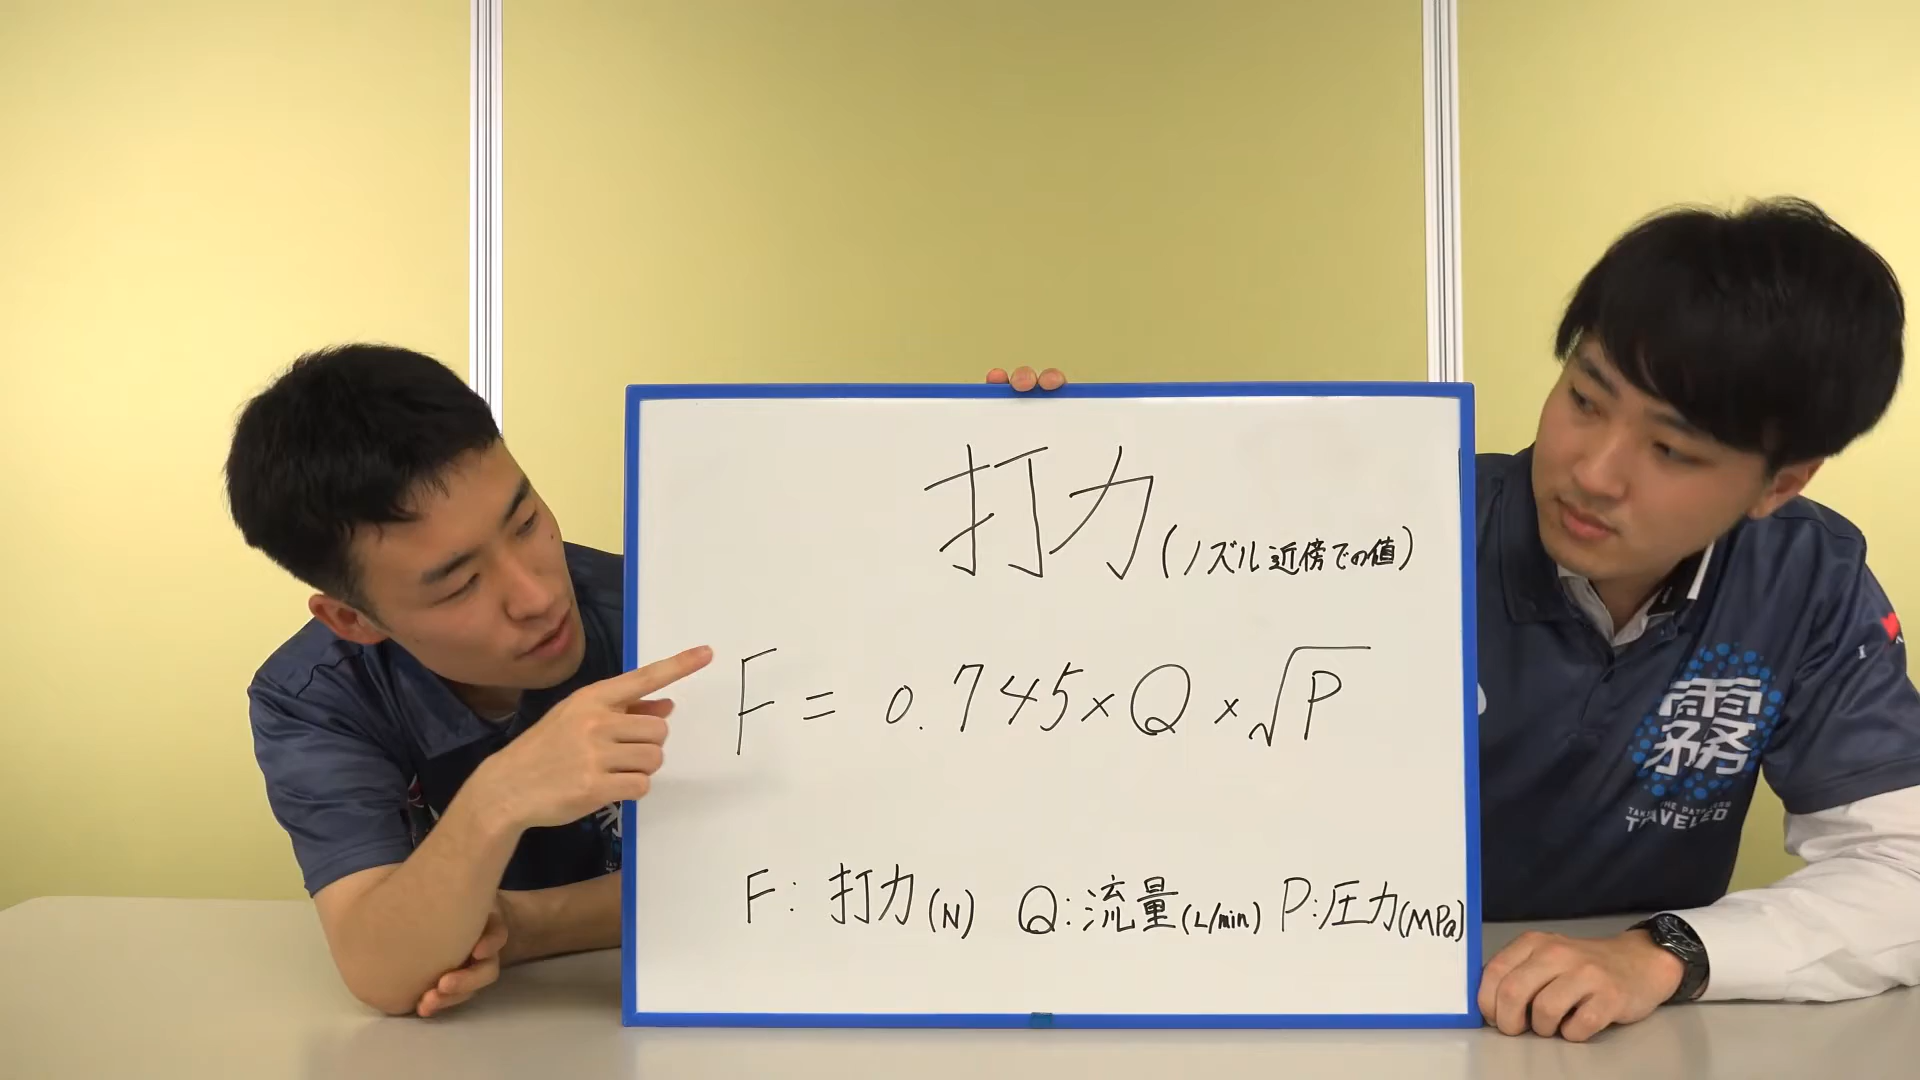 打力(ノズル近傍での値)
F = 0.745×Q×√P
F: 打力(N) Q:流量(L/min) P:圧力(MPa)
霧
TRAVELED